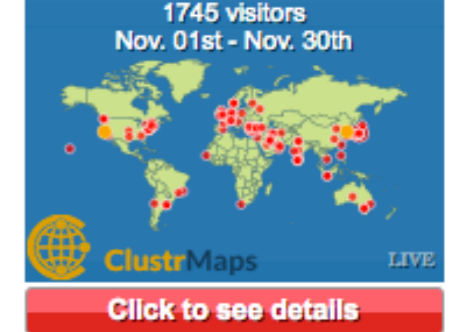 1745 visitors
Nov. 01st - Nov. 30th
ClustrMaps
LIVE
Click to see details